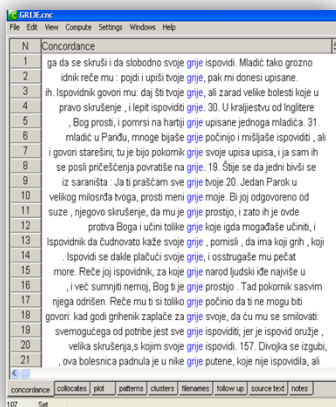 GRIJE.cnc
File Edit View Compute Settings Windows Help
N Concordance
1 ga da se skruši i da slobodno svoje grije ispovidi. Mladić tako grozno
2 idnik reče mu : pojdi i upiši tvoje grije, pak mi donesi upisane.
3 ih. Ispovidnik govori mu: daj šti tvoje grije, ali zarad velike bolesti koje u
4 pravo skrušenje , i lepit ispoviditi grije. 30. U kraljestvu od Inglitere
5 , Bog prosti, i pomrsi na hartiji grije upisane jednoga mladića. 31.
6 mladić u Pariđu, mnoge bijaše grije počinijo i mišljaše ispoviditi , ali
7 i govori starešini; tu je bijo pokornik grije svoje upisa upisa, i ja sam ih
8 se posli pričešćenja povratiše na grije. 19. Štije se da jedni bivši se
9 iz saraništa : Ja ti prašćam sve grije tvoje.20. Jedan Parok u
10 velikog milosrđa tvoga, prosti meni grije moje. Bi joj odgovoreno od
11 suze , njegovo skrušenje, da mu je grije prostijo, i zato ih je ovde
12 protiva Boga i učini tolike grije koje igda mogađaše učiniti, i
13 Ispovidnik da čudnovato kaže svoje grije , pomisli , da ima koji grih , koji
14 . Ispovidi se dakle plačući svoje grije, i osstrugaše mu pečat
15 more. Reče joj ispovidnik, za koje grije narod ljudski iđe najviše u
16 , i već sumnjiti nemoj, Bog ti je grije prostijo . Tad pokornik sasvim
17 njega odrišen. Reče mu ti si toliko grije počinio da ti ne mogu biti
18 govori: kad godi grihenik zaplače za grije svoje, da ću mu se smilovati:
19 svemogućega od potribe jest sve grije ispoviditi; jer je ispovid oružje ,
20 velika skrušenja,s kojim svoje grije ispovidi. 157. Divojka se izgubi,
21 , ova bolesnica padnula je u nike grije putene, koje nije ispovidila, ali
concordance collocates plot patterns clusters filenames follow up source text notes
107 Set